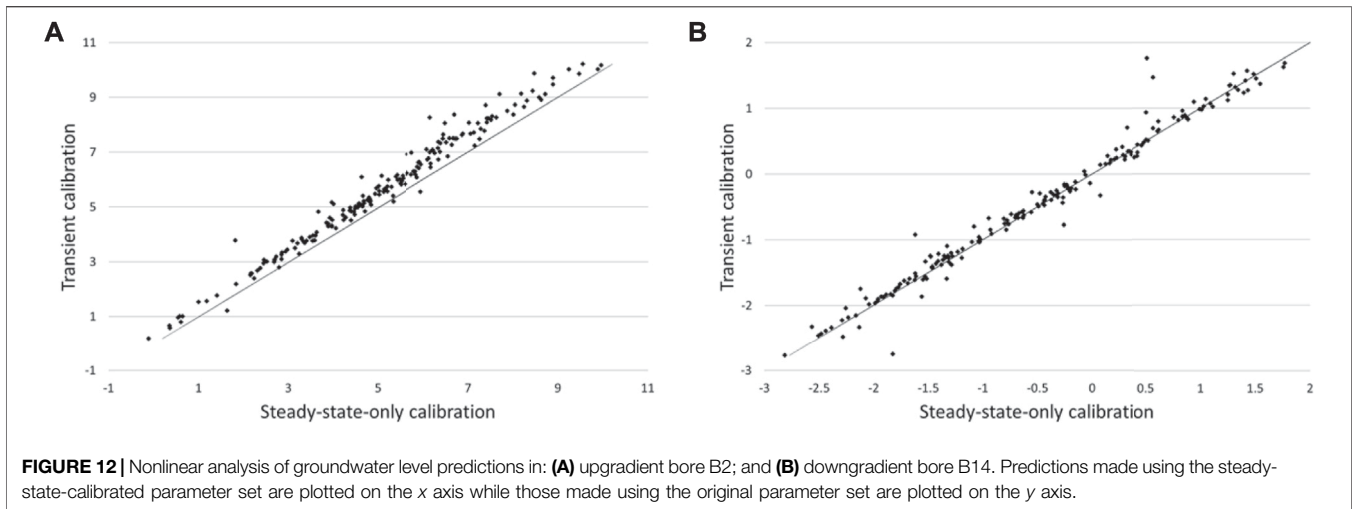 A
B
11
9
7
5
3
1
-1
-1 1 3 5 7 9 11
Transient calibration
Steady-state-only calibration
2
1
0
-1
-2
-3
-3 -2.5 -2 -1.5 -1 -0.5 0 0.5 1 1.5 2
Transient calibration
Steady-state-only calibration
FIGURE 12 | Nonlinear analysis of groundwater level predictions in: (A) upgradient bore B2; and (B) downgradient bore B14. Predictions made using the steady-
state-calibrated parameter set are plotted on the x axis while those made using the original parameter set are plotted on the y axis.